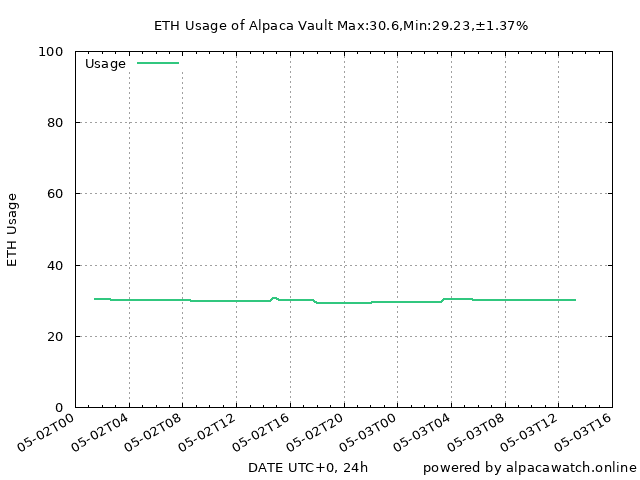 ETH Usage of Alpaca Vault Max:30.6,Min:29.23,±1.37%
100
Usage
80
60
ETH Usage
40
20
0
05-02T00 05-02T04 05-02T08 05-02T12 05-02T16 05-02T20 05-03T00 05-03T04 05-03T08 05-03T12 05-03T16
DATE UTC+0, 24h powered by alpacawatch.online